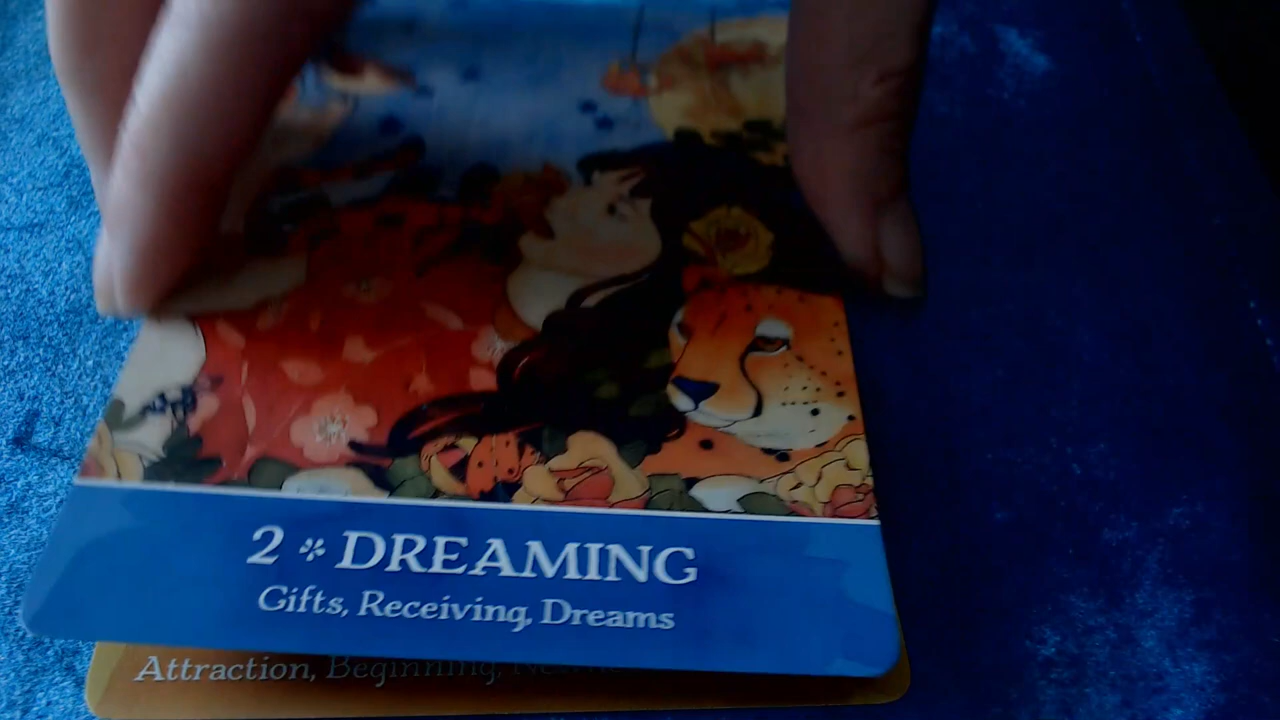 2 * DREAMING
Gifts, Receiving, Dreams
Attraction, Beginning,